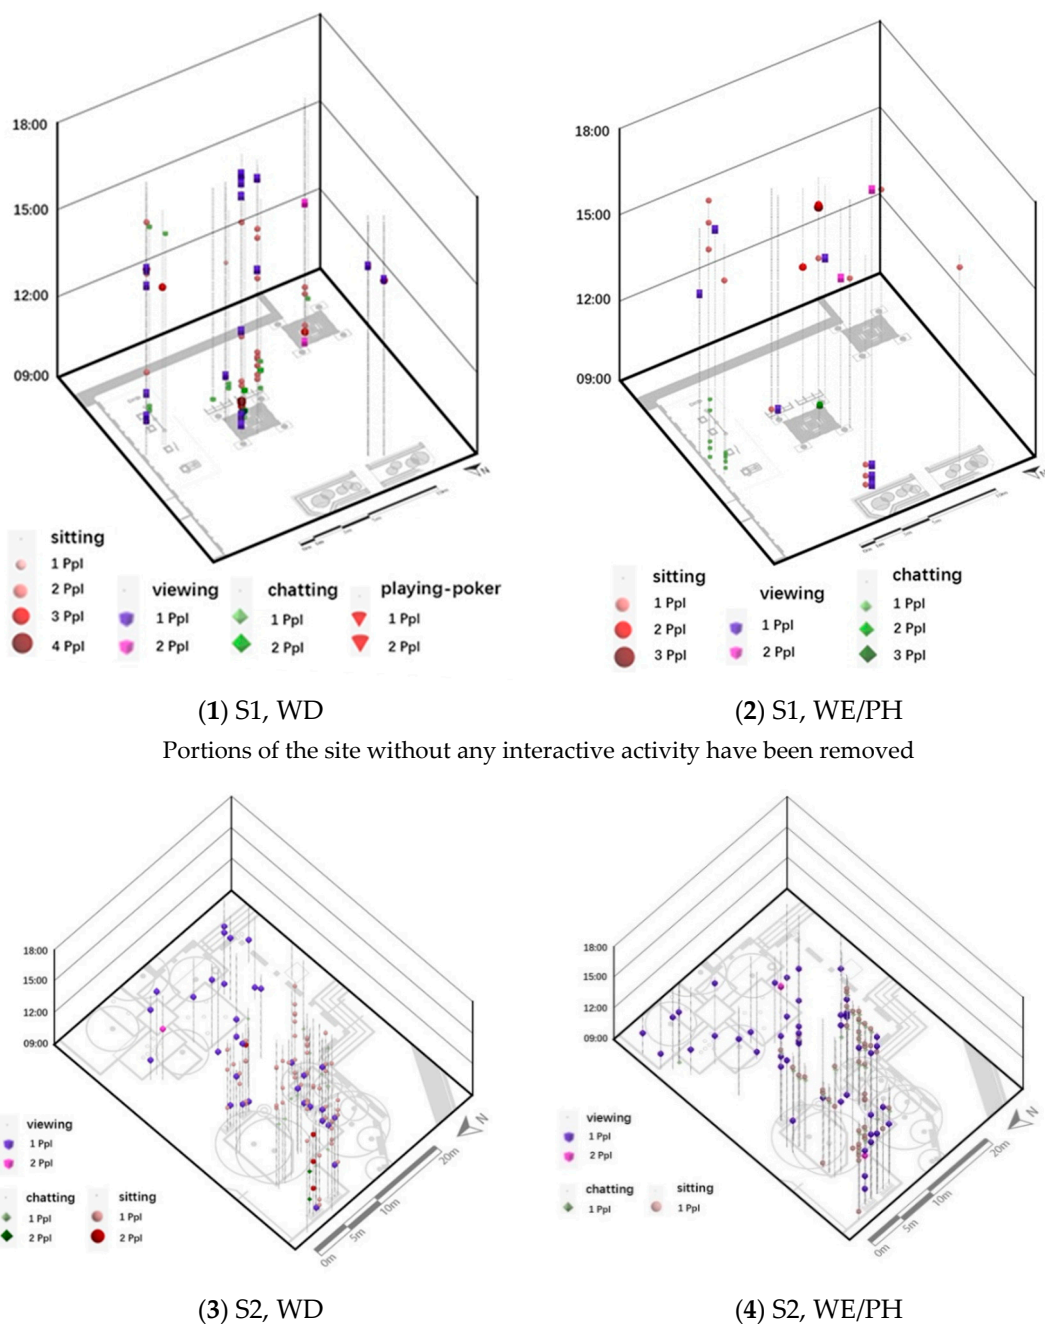 18:00
15:00
12:00
09:00
N
sitting
1 Ppl
2 Ppl
3 Ppl
4 Ppl
viewing
1 Ppl
2 Ppl
chatting
1 Ppl
2 Ppl
playing-poker
1 Ppl
2 Ppl
(1) S1, WD
18:00
15:00
12:00
09:00
sitting
1 Ppl
2 Ppl
3 Ppl
viewing
1 Ppl
2 Ppl
chatting
1 Ppl
2 Ppl
3 Ppl
(2) S1, WE/PH
Portions of the site without any interactive activity have been removed
18:00
15:00
12:00
09:00
N
0m
5m
10m
20m
viewing
1 Ppl
2 Ppl
chatting
1 Ppl
2 Ppl
sitting
1 Ppl
2 Ppl
(3) S2, WD
18:00
15:00
12:00
09:00
N
0m
5m
10m
20m
viewing
1 Ppl
2 Ppl
chatting
1 Ppl
sitting
1 Ppl
(4) S2, WE/PH